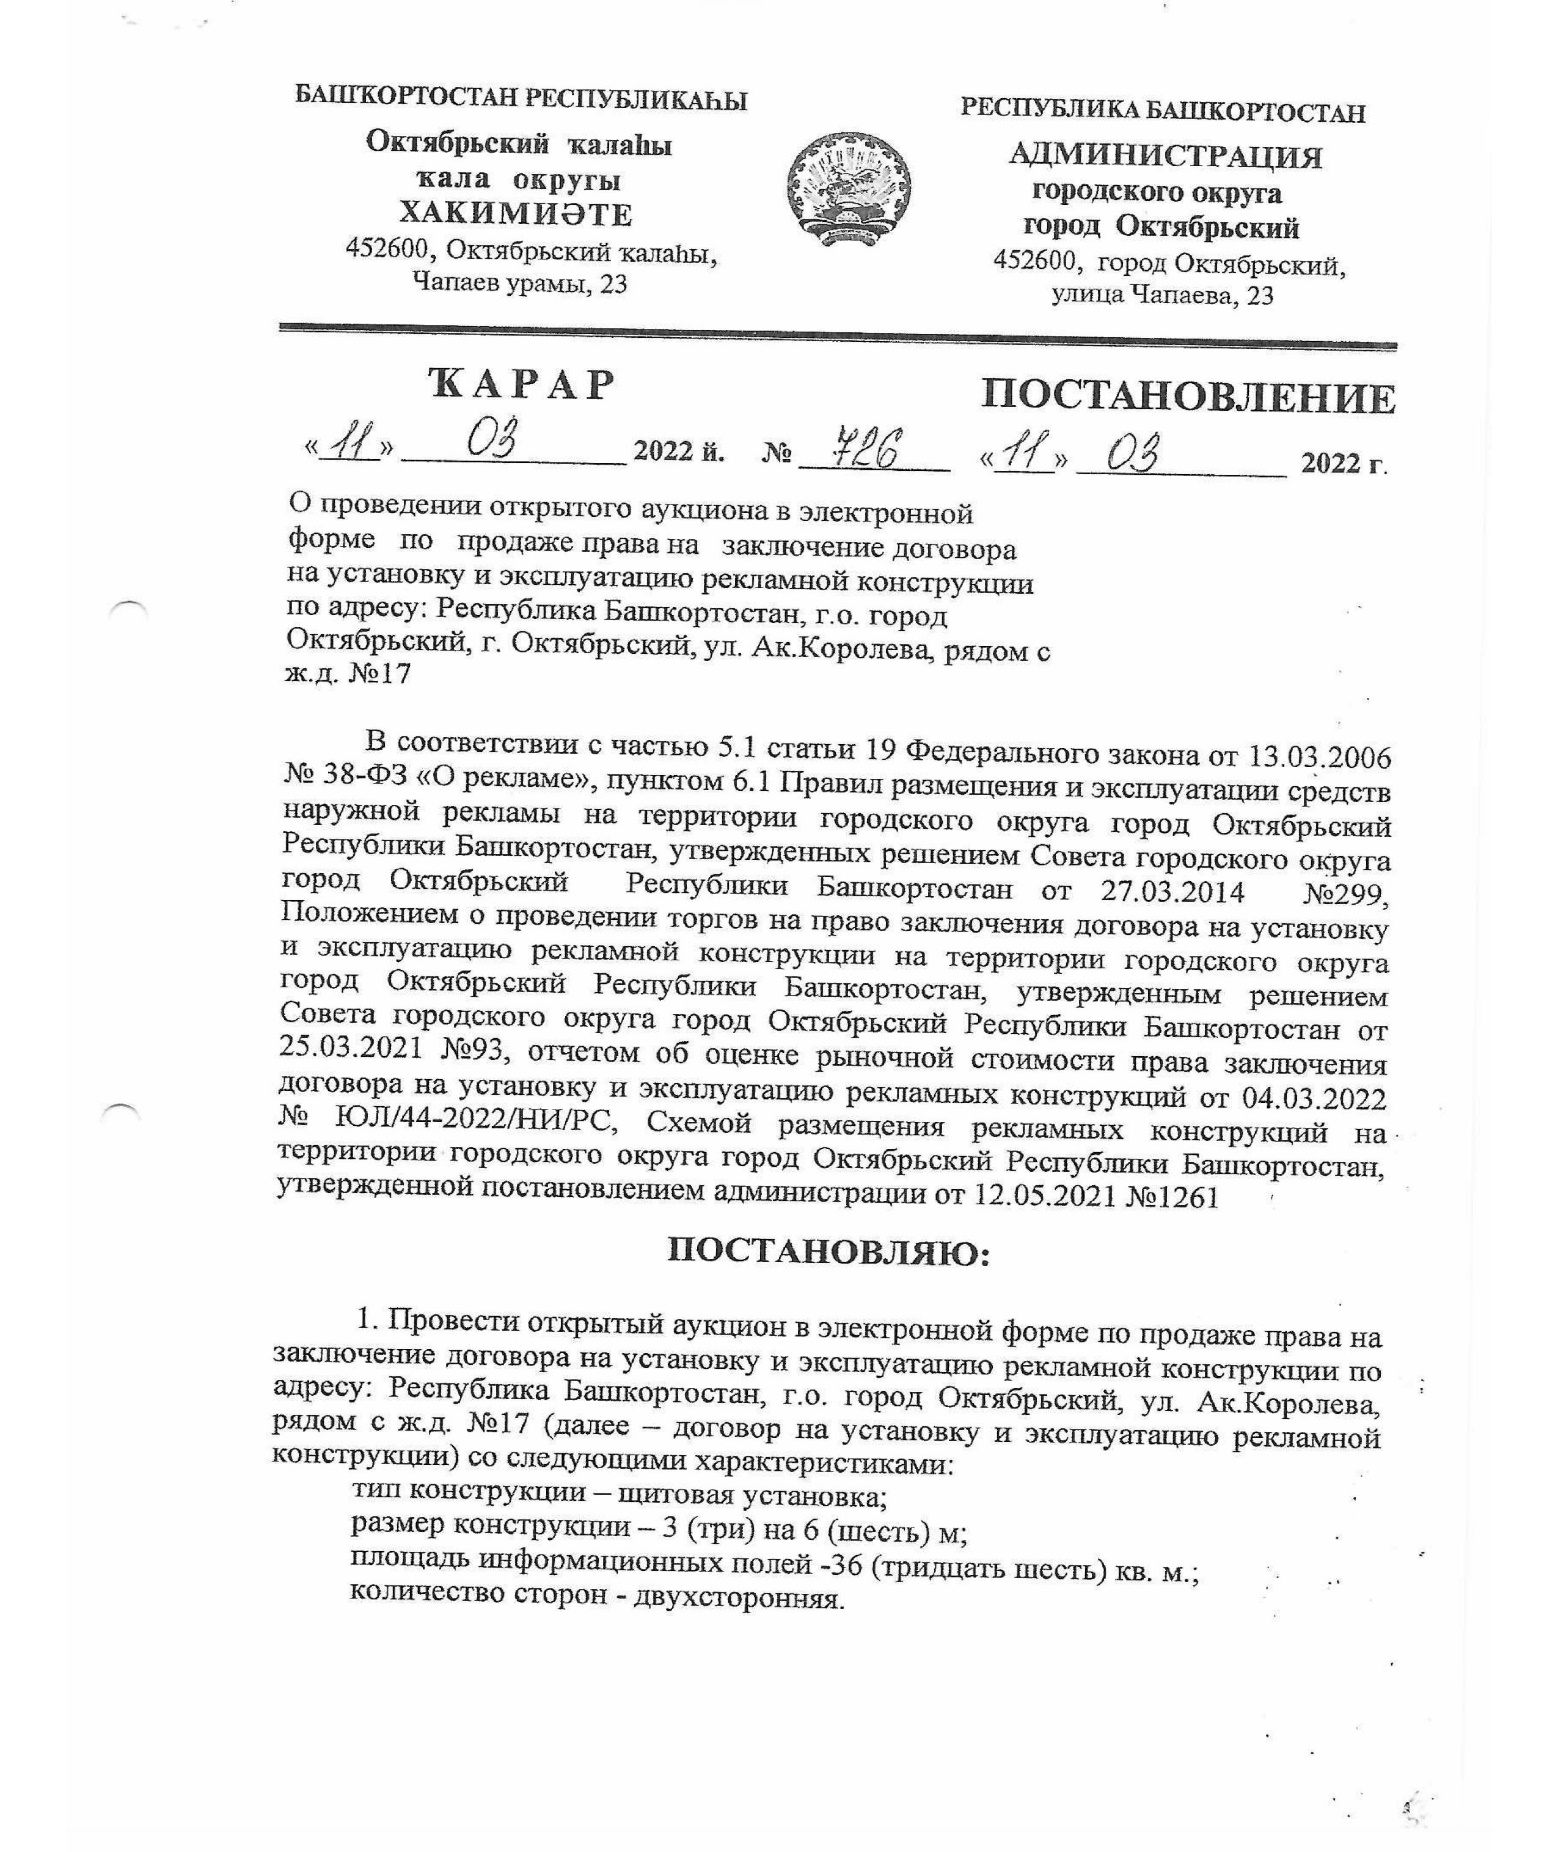 БАШҠОРТОСТАН РЕСПУБЛИКАҺЫ
Октябрьский ҡалаһы
ҡала округы
ХАКИМИӘТЕ
452600, Октябрьский ҡалаһы,
Чапаев урамы, 23
РЕСПУБЛИКА БАШКОРТОСТАН
АДМИНИСТРАЦИЯ
городского округа
город Октябрьский
452600, город Октябрьский,
улица Чапаева, 23
ҠАРАР
ПОСТАНОВЛЕНИЕ
«11» 03 2022 й. № 726 «11» 03 2022 г.
О проведении открытого аукциона в электронной
форме по продаже права на заключение договора
на установку и эксплуатацию рекламной конструкции
по адресу: Республика Башкортостан, г.о. город
Октябрьский, г. Октябрьский, ул. Ак.Королева, рядом с
ж.д. №17
В соответствии с частью 5.1 статьи 19 Федерального закона от 13.03.2006
№ 38-ФЗ «О рекламе», пунктом 6.1 Правил размещения и эксплуатации средств
наружной рекламы на территории городского округа город Октябрьский
Республики Башкортостан, утвержденных решением Совета городского округа
город Октябрьский Республики Башкортостан от 27.03.2014 №299,
Положением о проведении торгов на право заключения договора на установку
и эксплуатацию рекламной конструкции на территории городского округа
город Октябрьский Республики Башкортостан, утвержденным решением
Совета городского округа город Октябрьский Республики Башкортостан от
25.03.2021 №93, отчетом об оценке рыночной стоимости права заключения
договора на установку и эксплуатацию рекламных конструкций от 04.03.2022
№ ЮЛ/44-2022/НИ/РС, Схемой размещения рекламных конструкций на
территории городского округа город Октябрьский Республики Башкортостан,
утвержденной постановлением администрации от 12.05.2021 №1261
ПОСТАНОВЛЯЮ:
1. Провести открытый аукцион в электронной форме по продаже права на
заключение договора на установку и эксплуатацию рекламной конструкции по
адресу: Республика Башкортостан, г.о. город Октябрьский, ул. Ак.Королева,
рядом с ж.д. №17 (далее – договор на установку и эксплуатацию рекламной
конструкции) со следующими характеристиками:
тип конструкции – щитовая установка;
размер конструкции – 3 (три) на 6 (шесть) м;
площадь информационных полей -36 (тридцать шесть) кв. м.;
количество сторон - двухсторонняя.